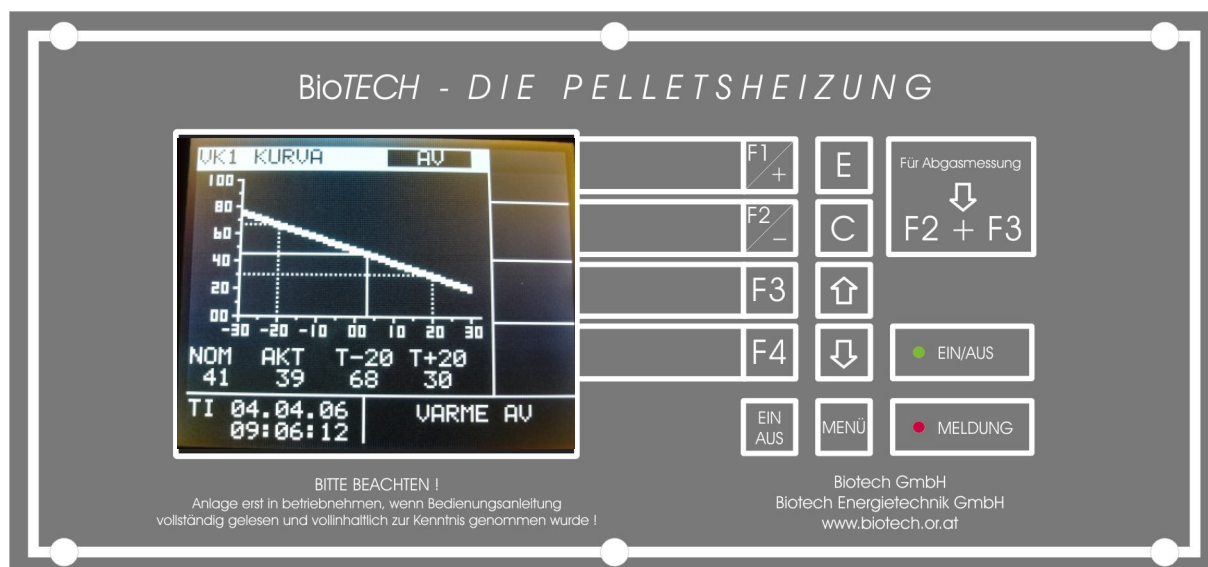 BioTECH - DIE PELLETSHEIZUNG
VK1 KURVA AV
100
80
60
40
20
00
-30 -20 -10 00 10 20 30
NOM AKT T-20 T+20
41 39 68 30
TI 04.04.06
09:06:12
VARME AV
F1
+
E
F2
–
C
F3
F4
EIN
AUS
MENÜ
Für Abgasmessung
F2 + F3
EIN/AUS
MELDUNG
BITTE BEACHTEN !
Anlage erst in betriebnehmen, wenn Bedienungsanleitung
vollständig gelesen und vollinhaltlich zur Kenntnis genommen wurde !
Biotech GmbH
Biotech Energietechnik GmbH
www.biotech.or.at